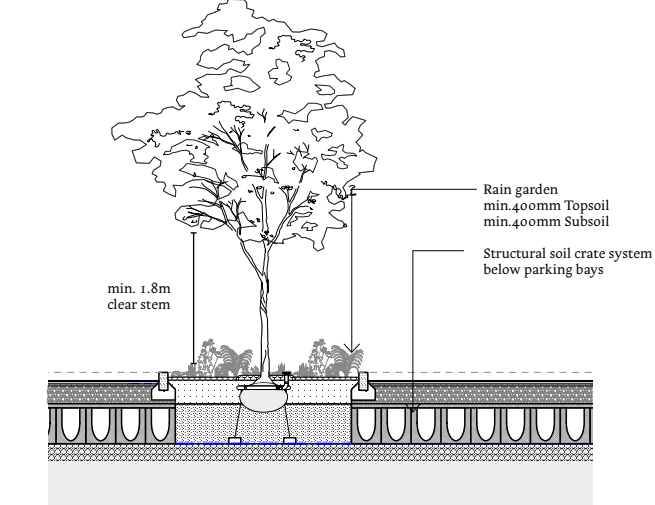 Rain garden
min.400mm Topsoil
min.400mm Subsoil
Structural soil crate system
below parking bays
min. 1.8m
clear stem